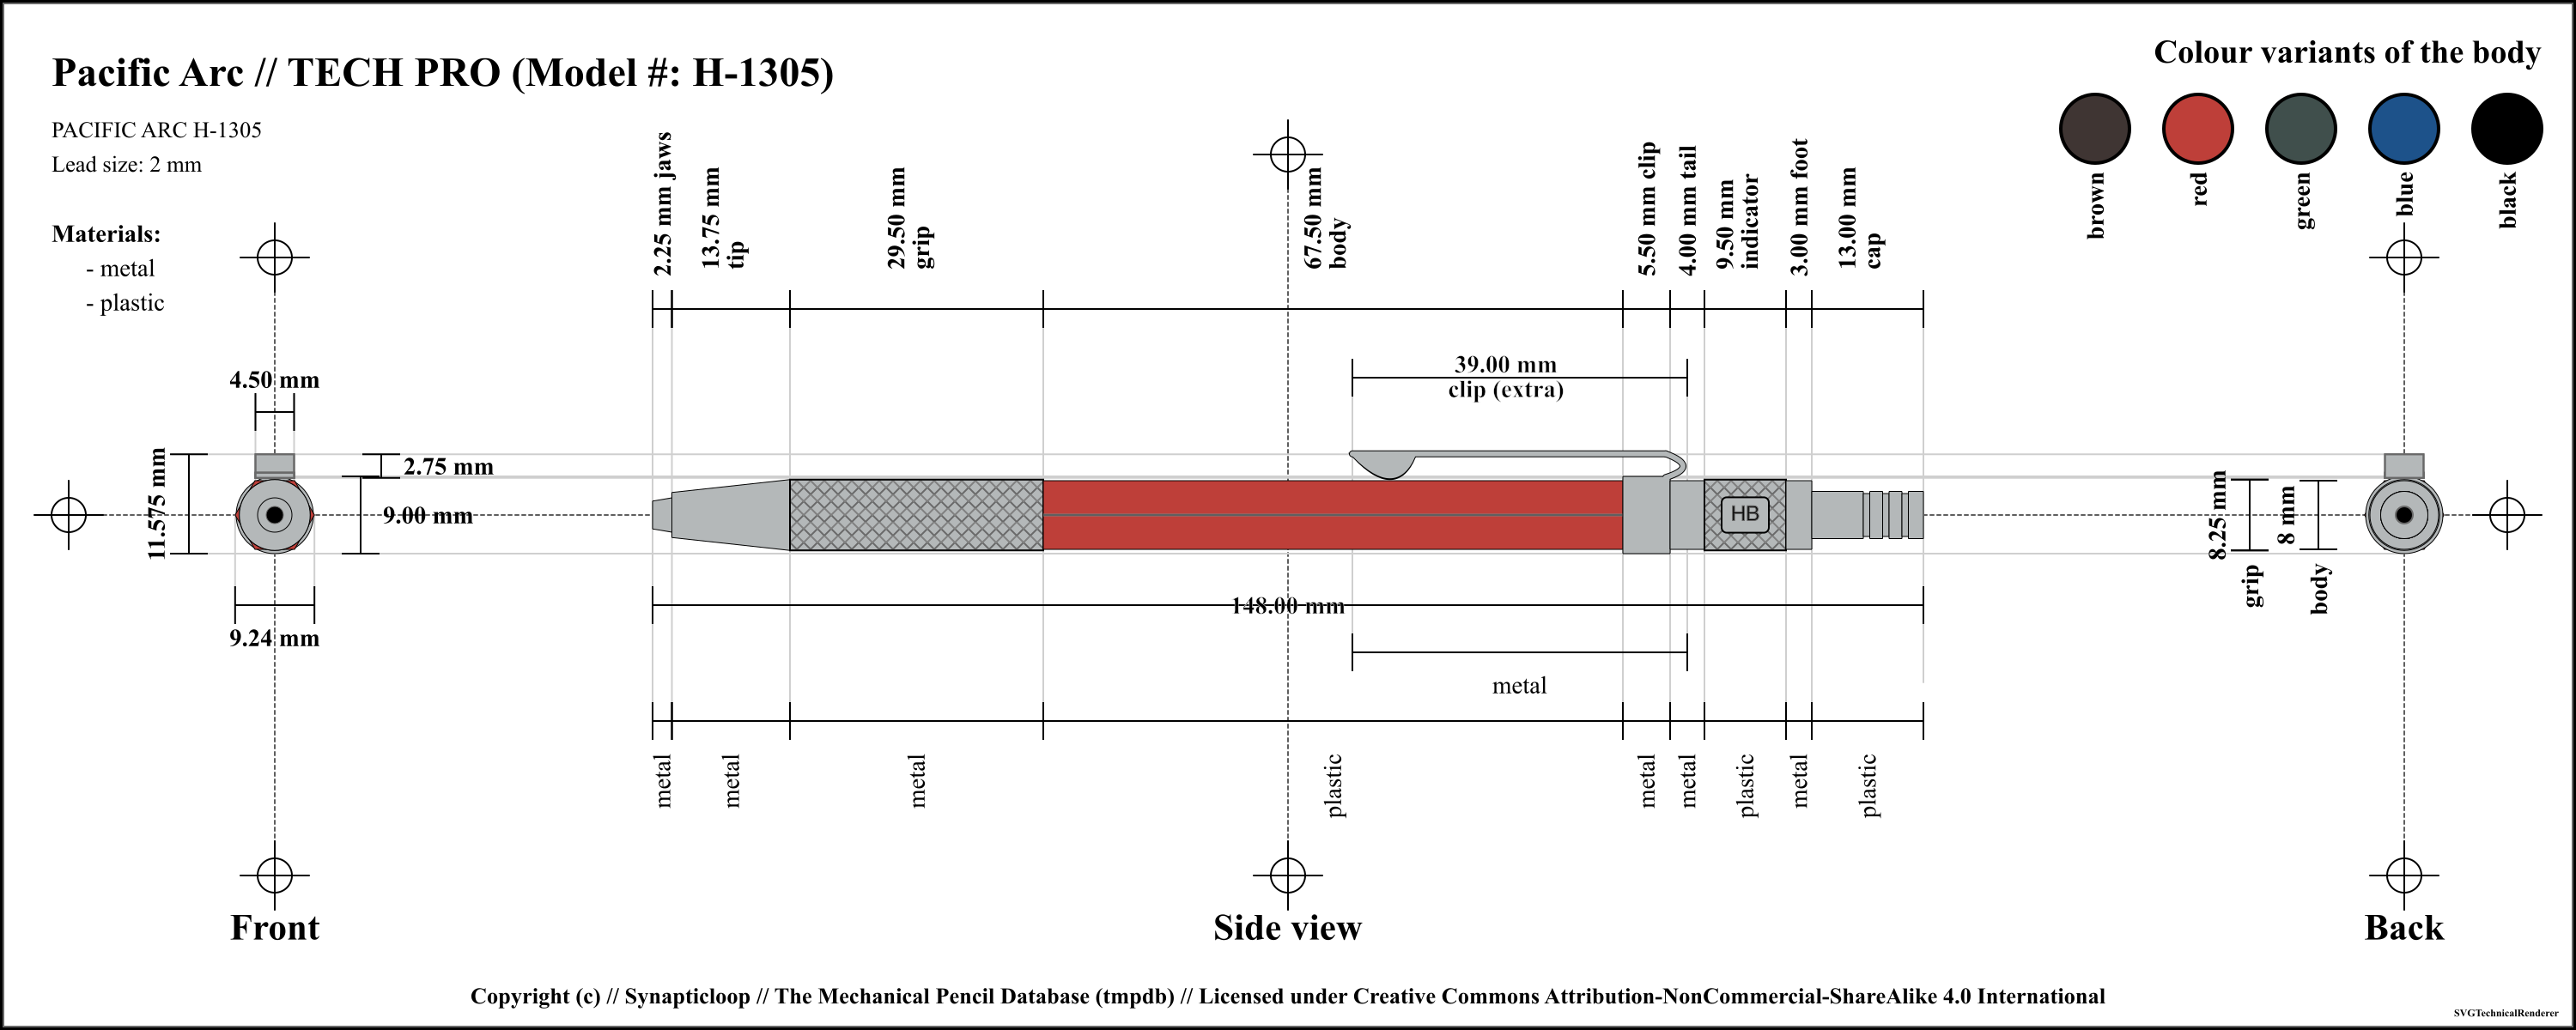 Pacific Arc // TECH PRO (Model #: H-1305)
PACIFIC ARC H-1305
Lead size: 2 mm
Materials:
- metal
- plastic
Colour variants of the body
brown
red
green
blue
black
2.25 mm jaws
13.75 mm
tip
29.50 mm
grip
67.50 mm
body
5.50 mm clip
4.00 mm tail
9.50 mm
indicator
3.00 mm foot
13.00 mm
cap
39.00 mm
clip (extra)
4.50 mm
11.575 mm
2.75 mm
9.00 mm
9.24 mm
HB
8.25 mm
grip
8 mm
body
148.00 mm
metal
metal
metal
metal
plastic
metal
metal
plastic
metal
plastic
Front
Side view
Back
Copyright (c) // Synapticloop // The Mechanical Pencil Database (tmpdb) // Licensed under Creative Commons Attribution-NonCommercial-ShareAlike 4.0 International
SVGTechnicalRenderer